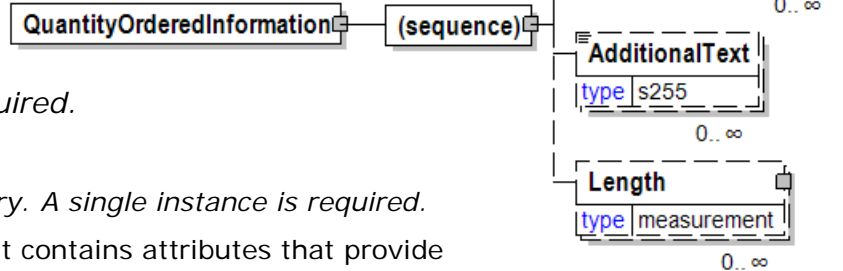 0.. ∞
QuantityOrderedInformation
(sequence)
AdditionalText
type s255
0.. ∞
uired.
Length
type measurement
0.. ∞
ry. A single instance is required.
t contains attributes that provide